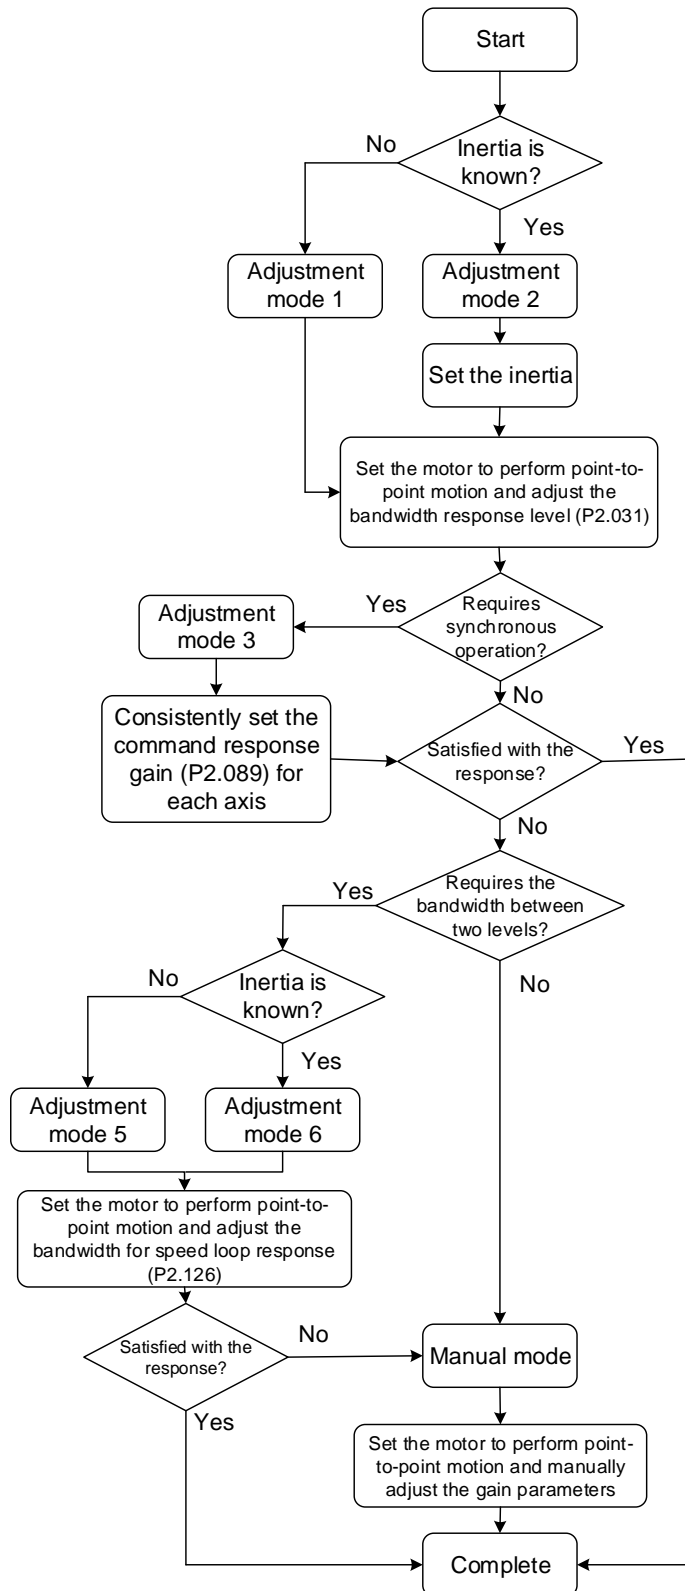 Start
Inertia is
known?
No
Yes
Adjustment
mode 1
Adjustment
mode 2
Set the inertia
Set the motor to perform point-to-
point motion and adjust the
bandwidth response level (P2.031)
Requires
synchronous
operation?
Yes
No
Adjustment
mode 3
Consistently set the
command response
gain (P2.089) for
each axis
Satisfied with the
response?
Yes
No
Requires the
bandwidth between
two levels?
Yes
No
Inertia is
known?
No
Yes
Adjustment
mode 5
Adjustment
mode 6
Set the motor to perform point-to-
point motion and adjust the
bandwidth for speed loop response
(P2.126)
Satisfied with the
response?
No
Yes
Manual mode
Set the motor to perform point-
to-point motion and manually
adjust the gain parameters
Complete